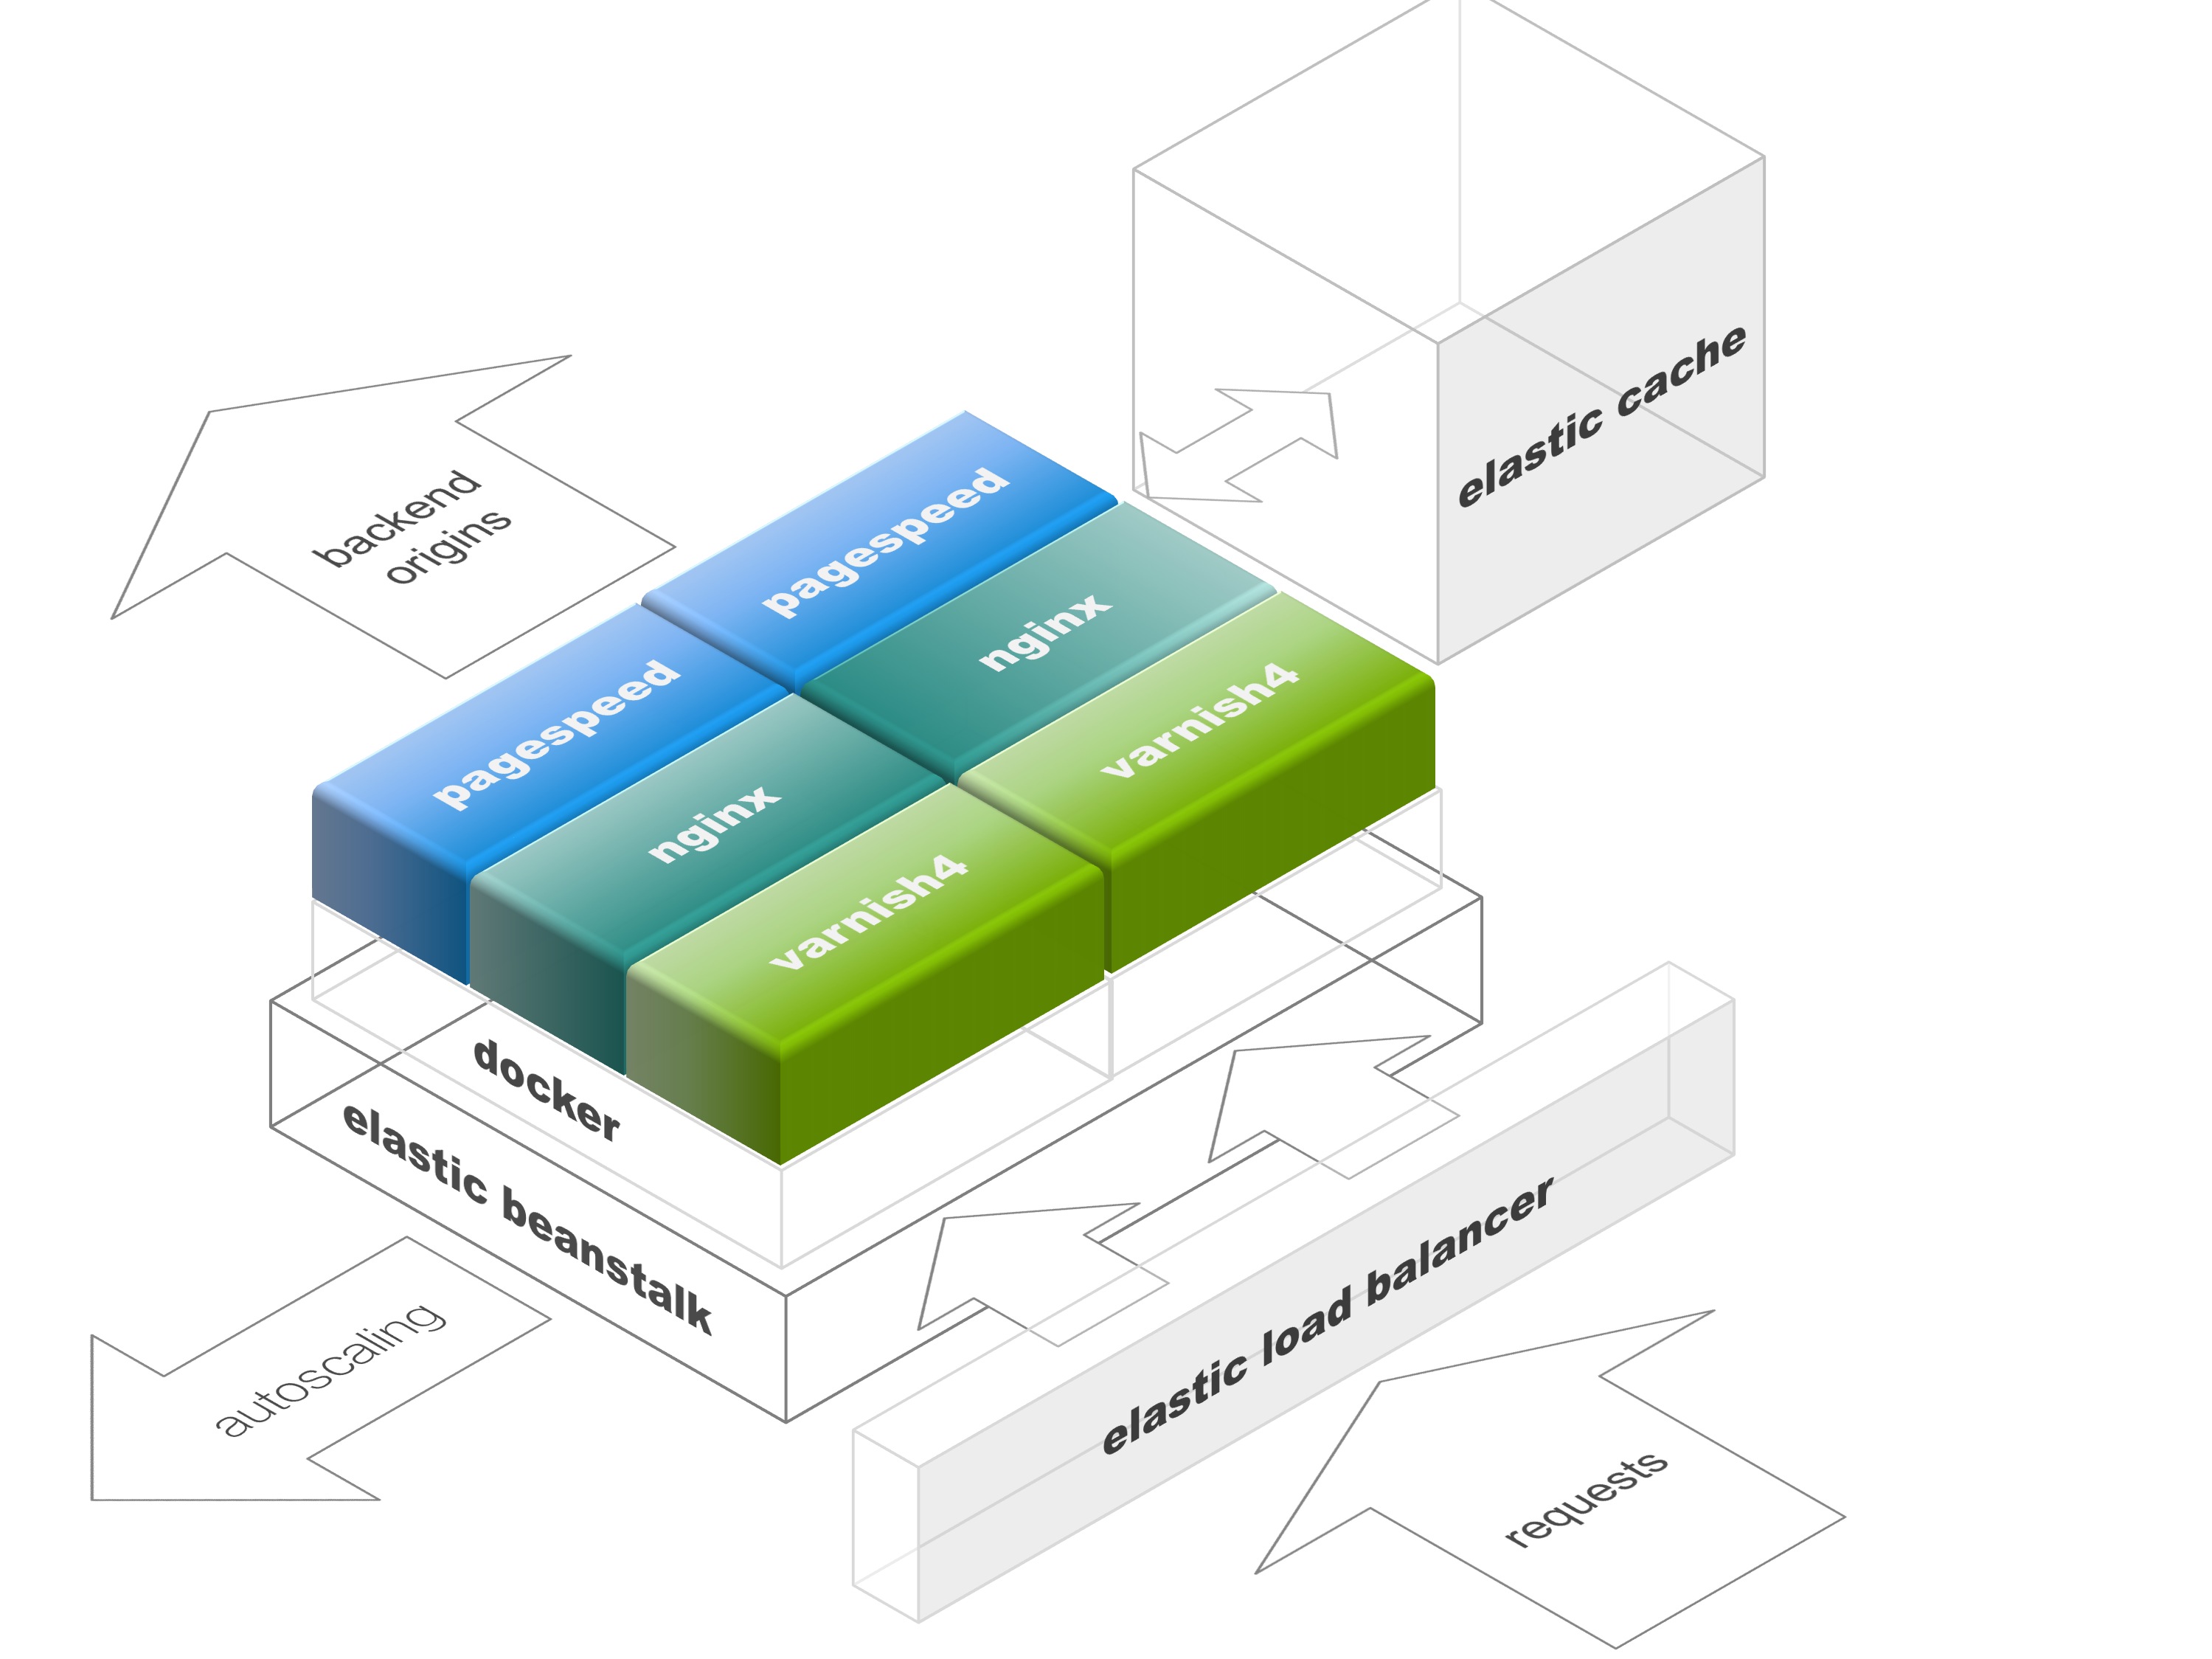 elastic cache
backend
origins
pagespeed
nginx
varnish4
pagespeed
nginx
varnish4
docker
elastic beanstalk
autoscaling
elastic load balancer
requests